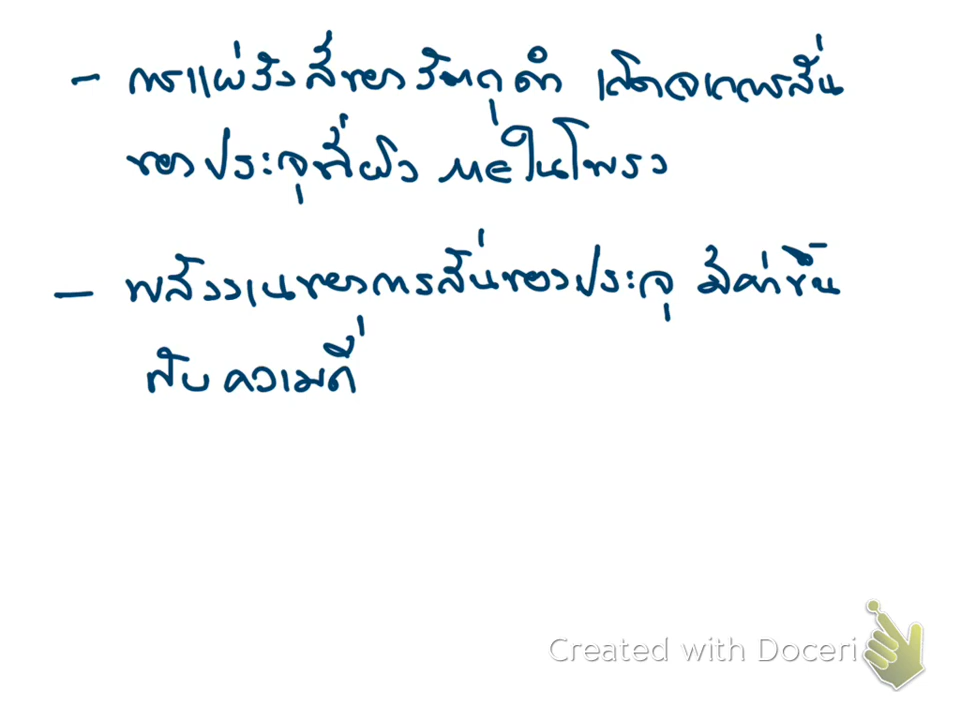 - การแผ่รังสีของวัตถุดำ เกิดจากการสั่น
ของประจุที่ผิว และในโพรง
- พลังงานของการสั่นของประจุ มีค่าขึ้น
กับความถี่
Created with Doceri